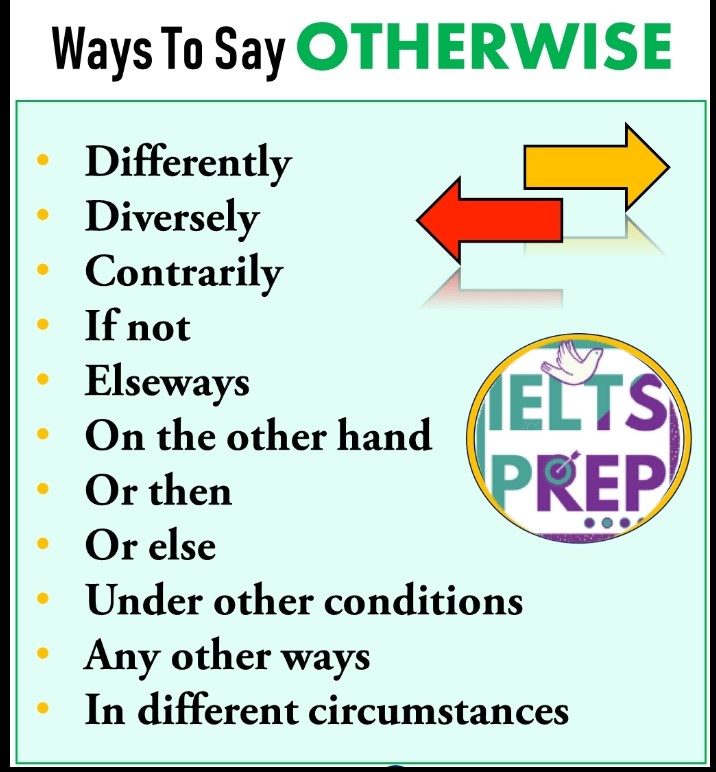 Ways To Say OTHERWISE
• Differently
• Diversely
• Contrarily
• If not
• Elseways
• On the other hand
• Or then
• Or else
• Under other conditions
• Any other ways
• In different circumstances
IELTS
PREP